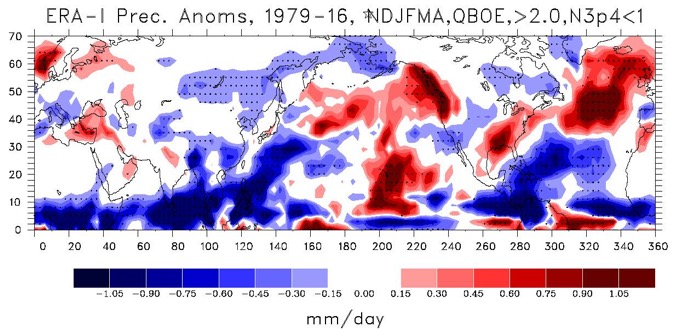 ERA-I Prec. Anoms, 1979-16, NDJFMA,QBOE,>2.0,N3p4<1
70
60
50
40
30
20
10
0
0 20 40 60 80 100 120 140 160 180 200 220 240 260 280 300 320 340 360
-1.05 -0.90 -0.75 -0.60 -0.45 -0.30 -0.15 0.00 0.15 0.30 0.45 0.60 0.75 0.90 1.05
mm/day